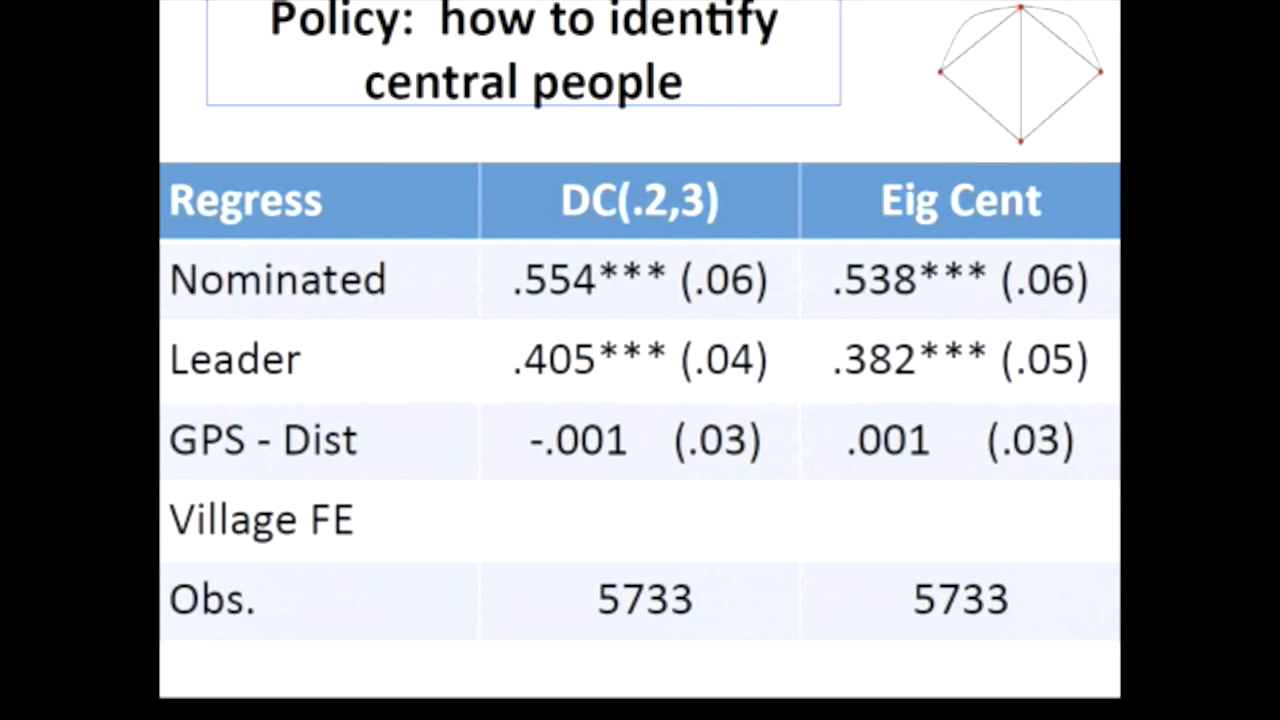 Policy: how to identify
central people
Regress DC(.2,3) Eig Cent
Nominated .554*** (.06) .538*** (.06)
Leader .405*** (.04) .382*** (.05)
GPS - Dist -.001 (.03) .001 (.03)
Village FE
Obs. 5733 5733